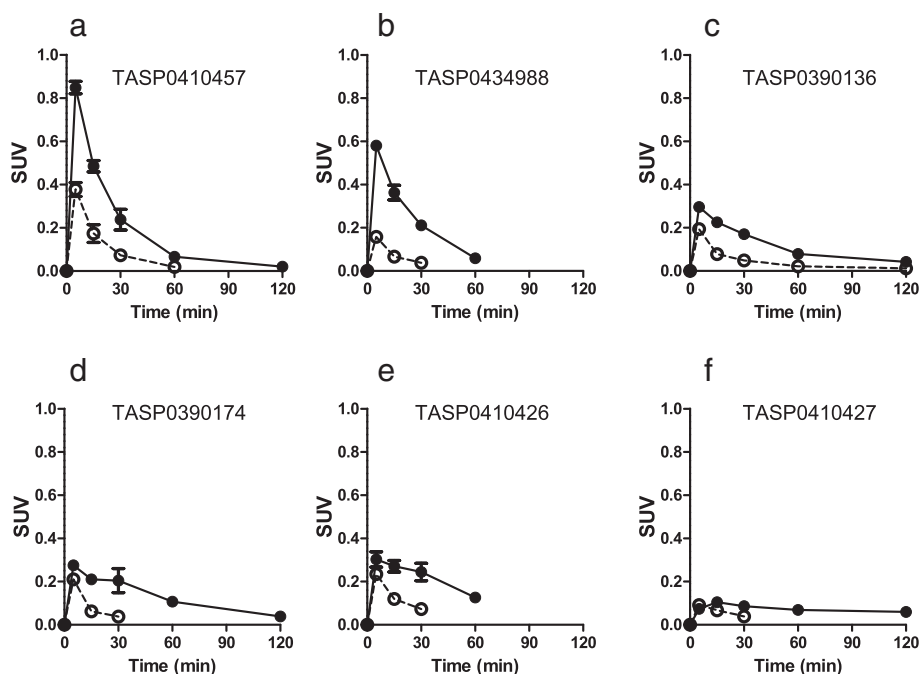 a
TASP0410457
1.0
0.8
0.6
0.4
0.2
0.0
SUV
0 30 60 90 120
Time (min)
b
TASP0434988
1.0
0.8
0.6
0.4
0.2
0.0
SUV
0 30 60 90 120
Time (min)
c
TASP0390136
1.0
0.8
0.6
0.4
0.2
0.0
SUV
0 30 60 90 120
Time (min)
d
TASP0390174
1.0
0.8
0.6
0.4
0.2
0.0
SUV
0 30 60 90 120
Time (min)
e
TASP0410426
1.0
0.8
0.6
0.4
0.2
0.0
SUV
0 30 60 90 120
Time (min)
f
TASP0410427
1.0
0.8
0.6
0.4
0.2
0.0
SUV
0 30 60 90 120
Time (min)